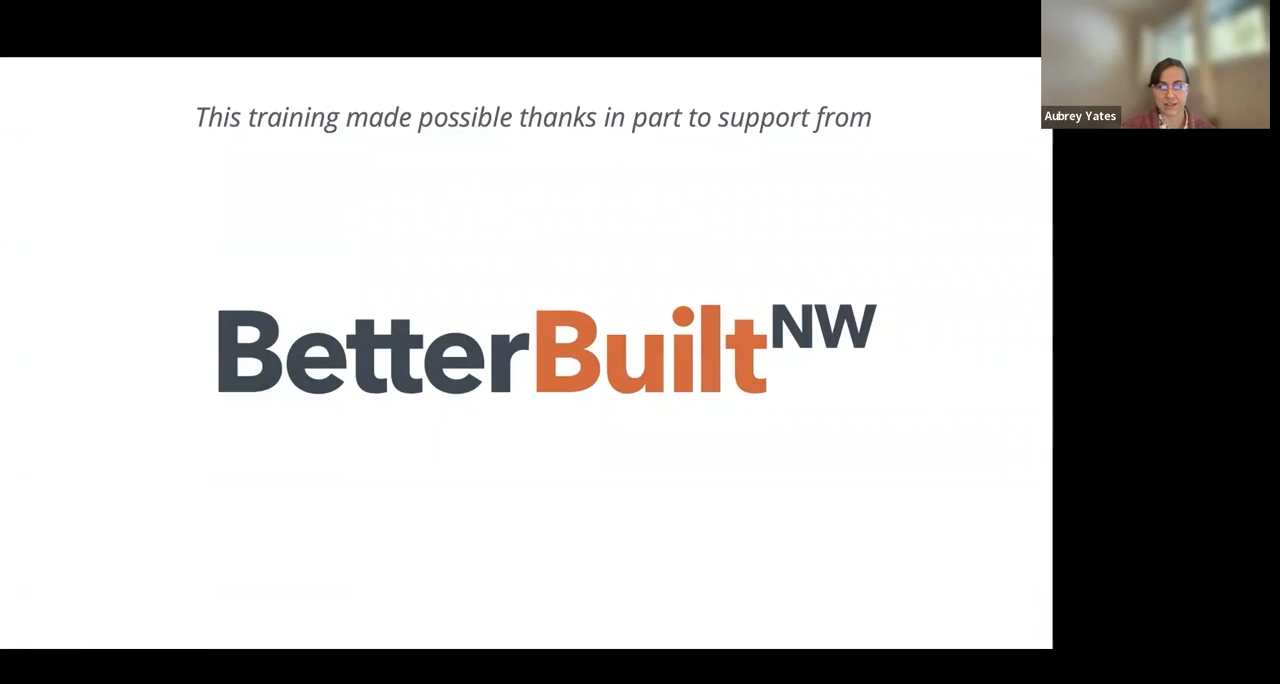 This training made possible thanks in part to support from
Aubrey Yates
BetterBuiltNW